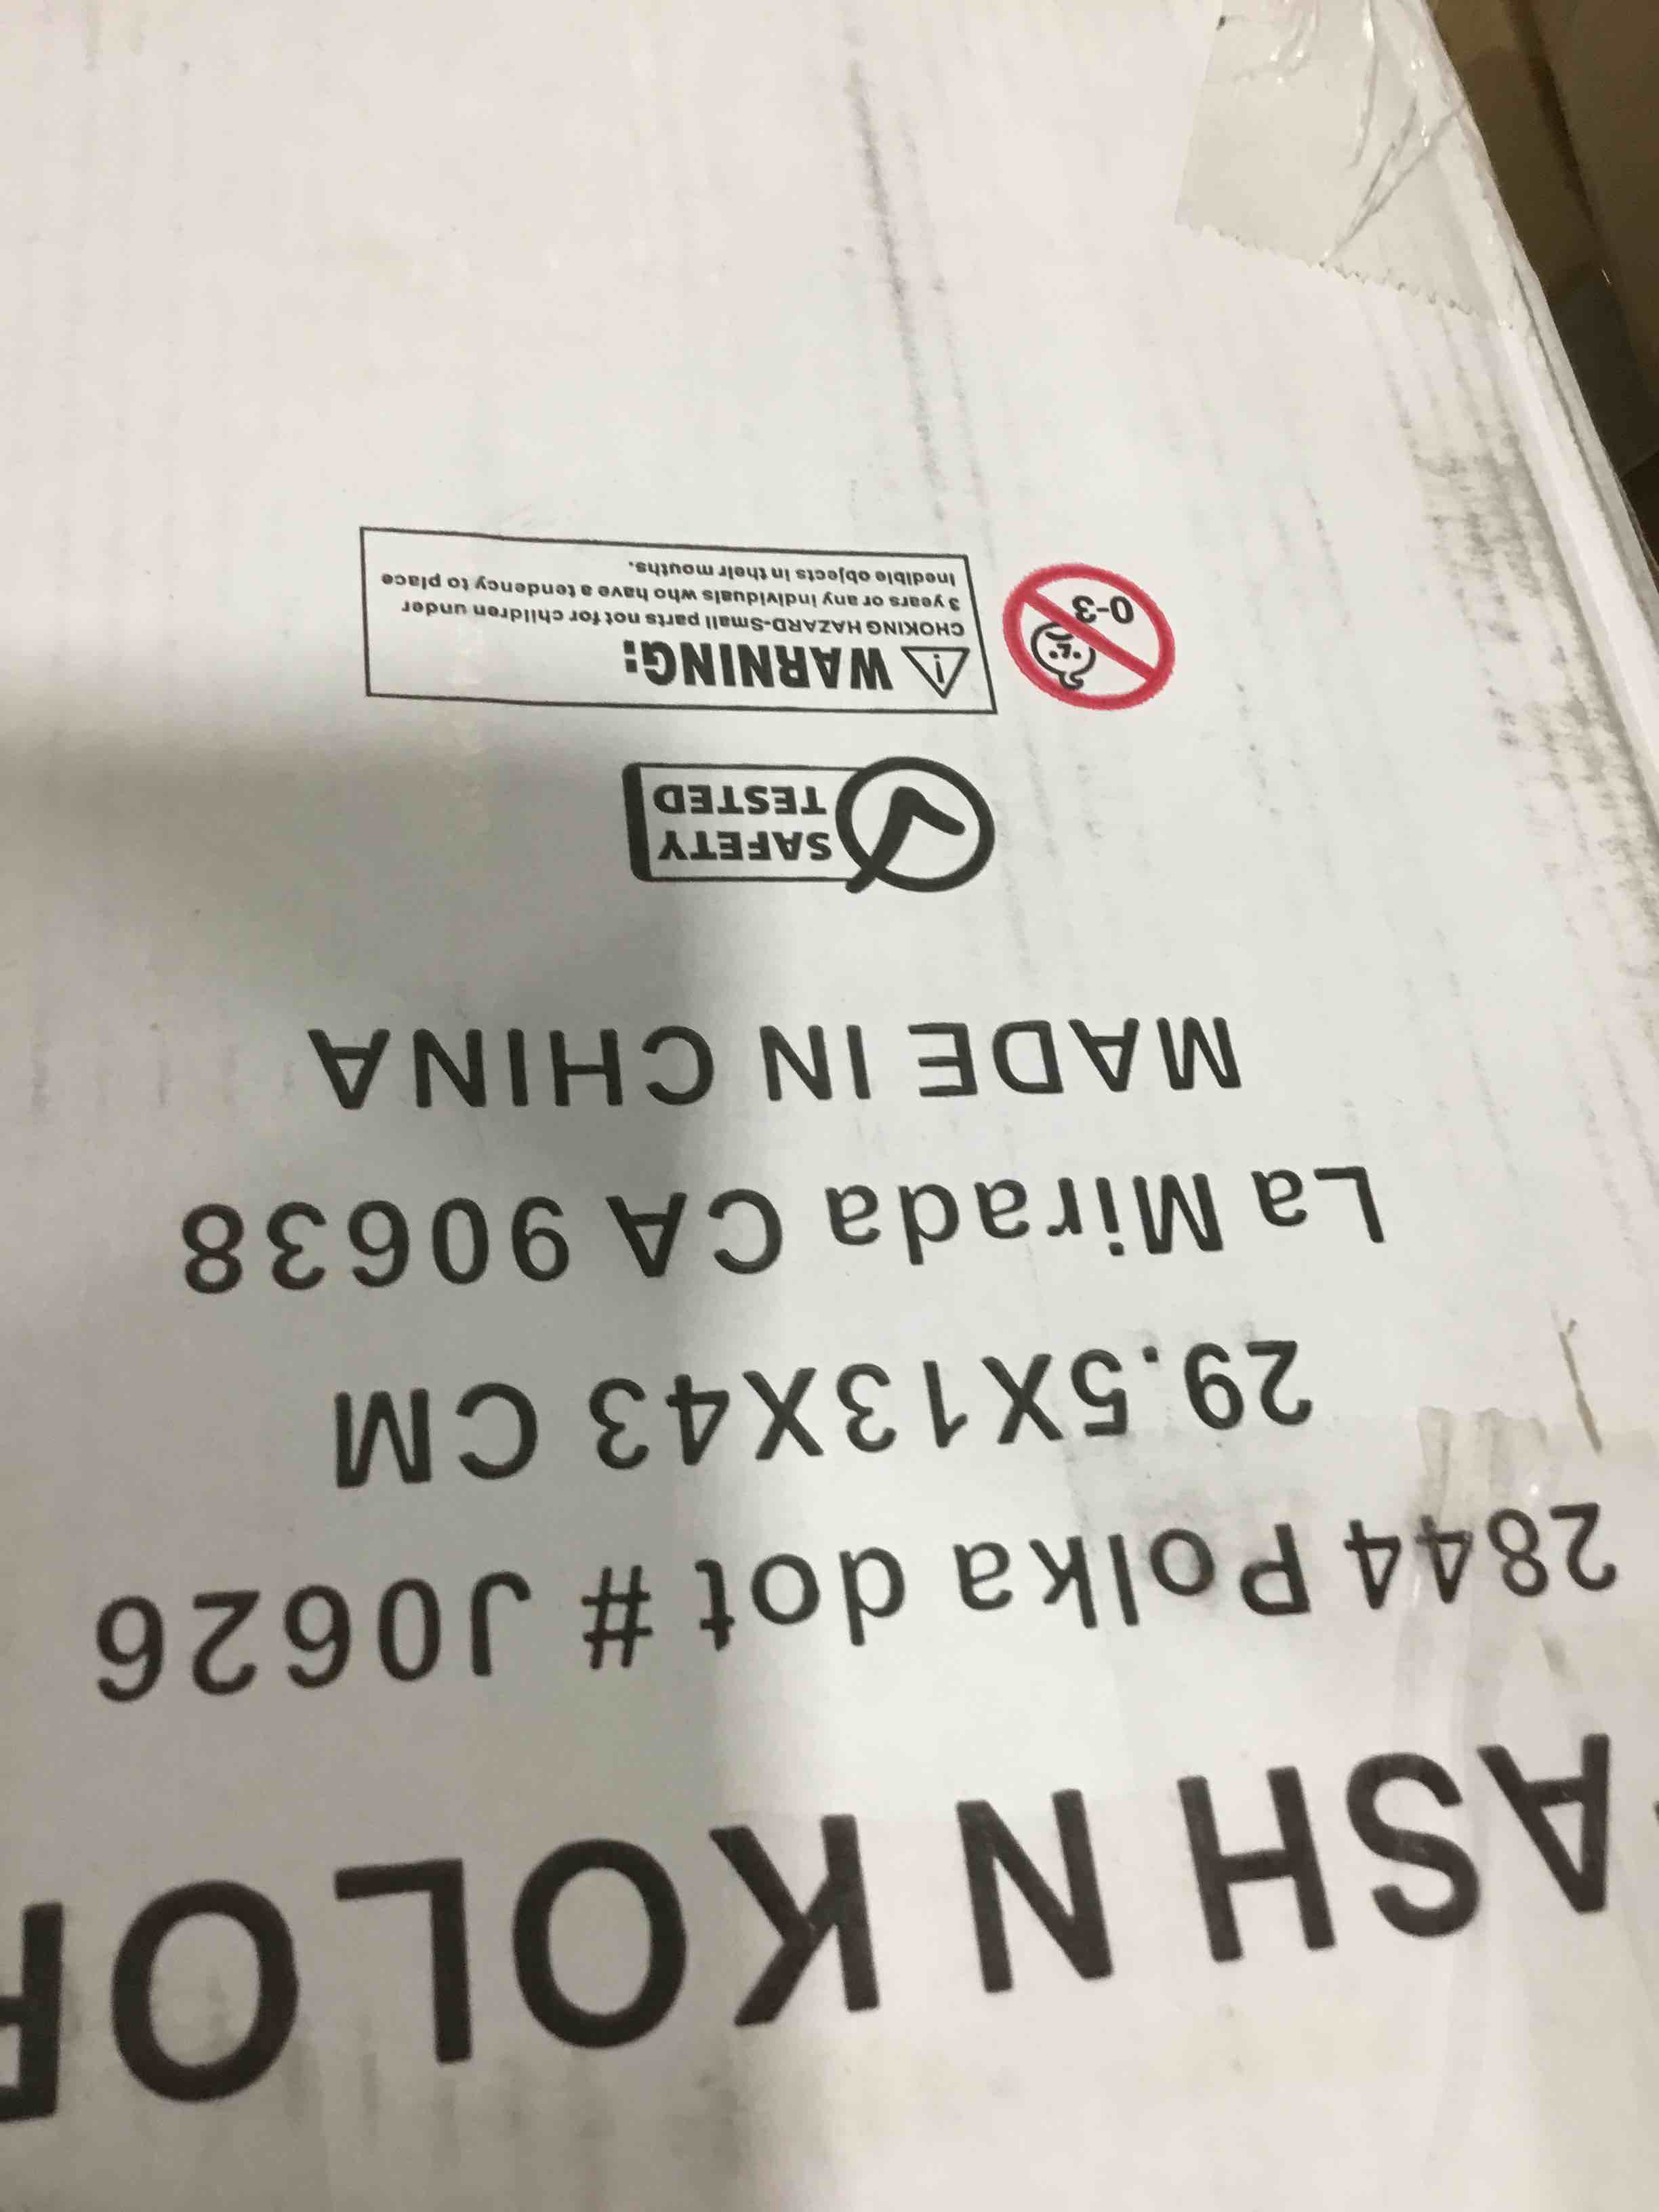 ASH N KOLOR
2844 Polka dot # J0626
29.5X13X43 CM
La Mirada CA 90638
MADE IN CHINA
SAFETY
TESTED
WARNING:
CHOKING HAZARD-Small parts not for children under
3 years or any individuals who have a tendency to place
inedible objects in their mouths.
0-3